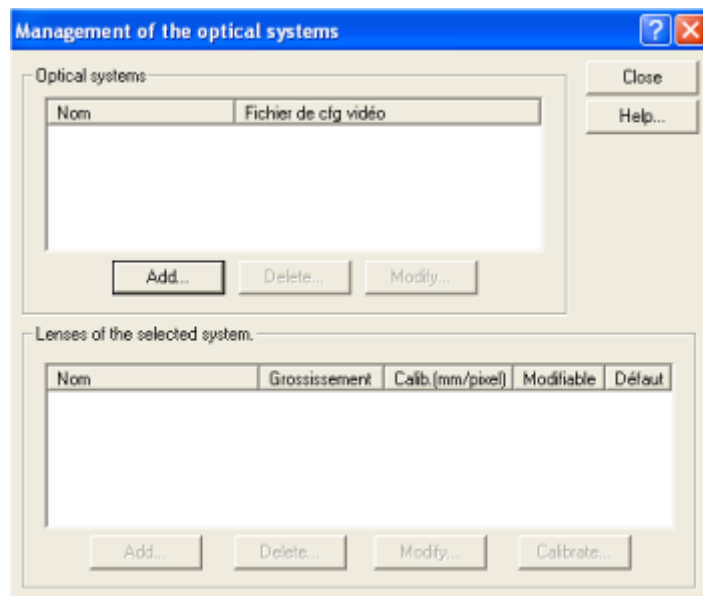 Management of the optical systems
Optical systems
Close
Nom Fichier de cfg vidéo
Help...
Add... Delete... Modify...
Lenses of the selected system.
Nom Grossissement Calib.(mm/pixel) Modifiable Défaut
Add... Delete... Modify... Calibrate...